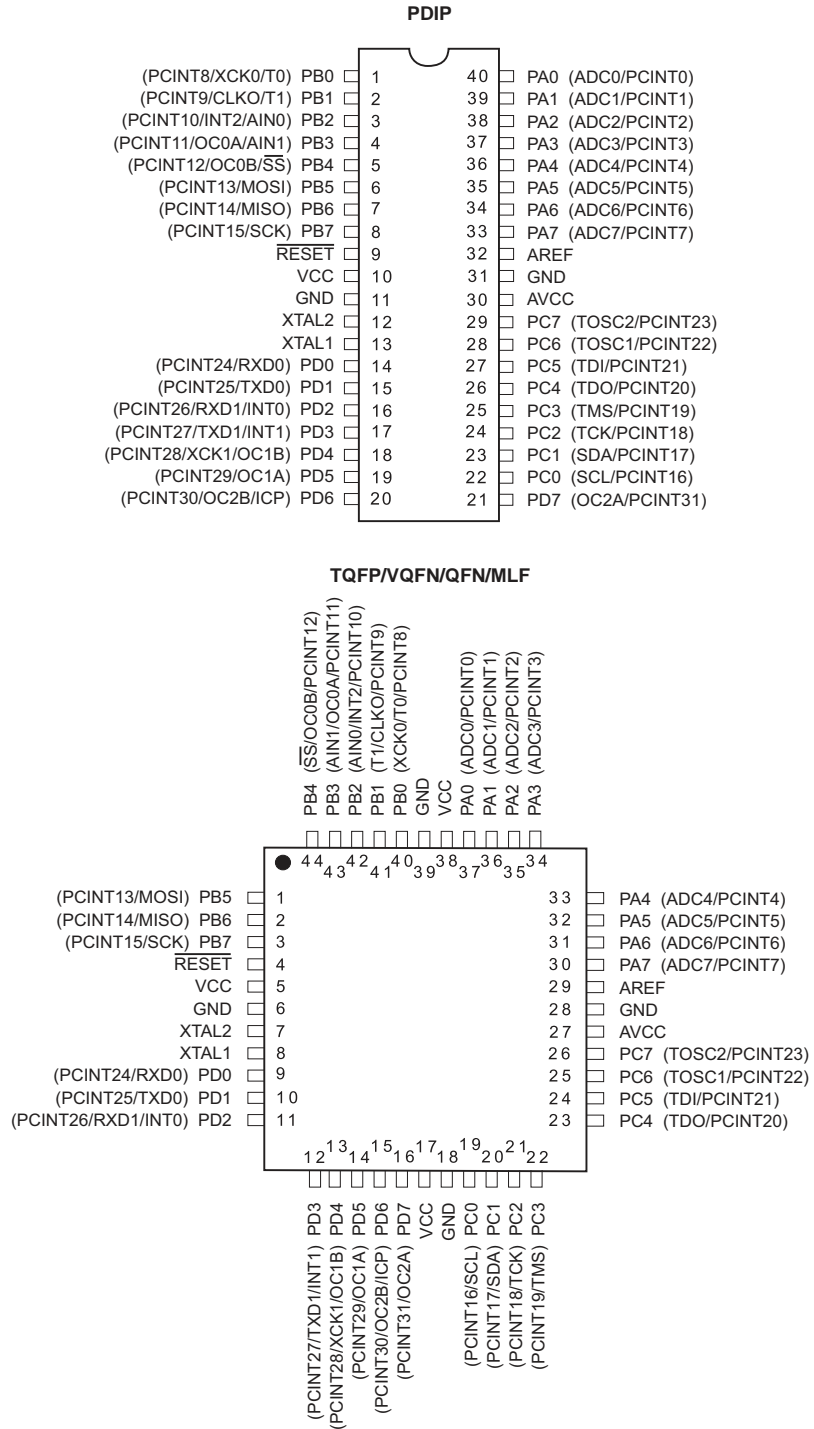 PDIP
(PCINT8/XCK0/T0) PB0 1 40 PA0 (ADC0/PCINT0)
(PCINT9/CLKO/T1) PB1 2 39 PA1 (ADC1/PCINT1)
(PCINT10/INT2/AIN0) PB2 3 38 PA2 (ADC2/PCINT2)
(PCINT11/OC0A/AIN1) PB3 4 37 PA3 (ADC3/PCINT3)
(PCINT12/OC0B/SS) PB4 5 36 PA4 (ADC4/PCINT4)
(PCINT13/MOSI) PB5 6 35 PA5 (ADC5/PCINT5)
(PCINT14/MISO) PB6 7 34 PA6 (ADC6/PCINT6)
(PCINT15/SCK) PB7 8 33 PA7 (ADC7/PCINT7)
RESET 9 32 AREF
VCC 10 31 GND
GND 11 30 AVCC
XTAL2 12 29 PC7 (TOSC2/PCINT23)
XTAL1 13 28 PC6 (TOSC1/PCINT22)
(PCINT24/RXD0) PD0 14 27 PC5 (TDI/PCINT21)
(PCINT25/TXD0) PD1 15 26 PC4 (TDO/PCINT20)
(PCINT26/RXD1/INT0) PD2 16 25 PC3 (TMS/PCINT19)
(PCINT27/TXD1/INT1) PD3 17 24 PC2 (TCK/PCINT18)
(PCINT28/XCK1/OC1B) PD4 18 23 PC1 (SDA/PCINT17)
(PCINT29/OC1A) PD5 19 22 PC0 (SCL/PCINT16)
(PCINT30/OC2B/ICP) PD6 20 21 PD7 (OC2A/PCINT31)
TQFP/VQFN/QFN/MLF
PB4 (SS/OC0B/PCINT12)
PB3 (AIN1/OC0A/PCINT11)
PB2 (AIN0/INT2/PCINT10)
PB1 (T1/CLKO/PCINT9)
PB0 (XCK0/T0/PCINT8)
GND
VCC
PA0 (ADC0/PCINT0)
PA1 (ADC1/PCINT1)
PA2 (ADC2/PCINT2)
PA3 (ADC3/PCINT3)
44 43 42 41 40 39 38 37 36 35 34
(PCINT13/MOSI) PB5 1 33 PA4 (ADC4/PCINT4)
(PCINT14/MISO) PB6 2 32 PA5 (ADC5/PCINT5)
(PCINT15/SCK) PB7 3 31 PA6 (ADC6/PCINT6)
RESET 4 30 PA7 (ADC7/PCINT7)
VCC 5 29 AREF
GND 6 28 GND
XTAL2 7 27 AVCC
XTAL1 8 26 PC7 (TOSC2/PCINT23)
(PCINT24/RXD0) PD0 9 25 PC6 (TOSC1/PCINT22)
(PCINT25/TXD0) PD1 10 24 PC5 (TDI/PCINT21)
(PCINT26/RXD1/INT0) PD2 11 23 PC4 (TDO/PCINT20)
12 13 14 15 16 17 18 19 20 21 22
(PCINT27/TXD1/INT1) PD3
(PCINT28/XCK1/OC1B) PD4
(PCINT29/OC1A) PD5
(PCINT30/OC2B/ICP) PD6
(PCINT31/OC2A) PD7
VCC
GND
(PCINT16/SCL) PC0
(PCINT17/SDA) PC1
(PCINT18/TCK) PC2
(PCINT19/TMS) PC3